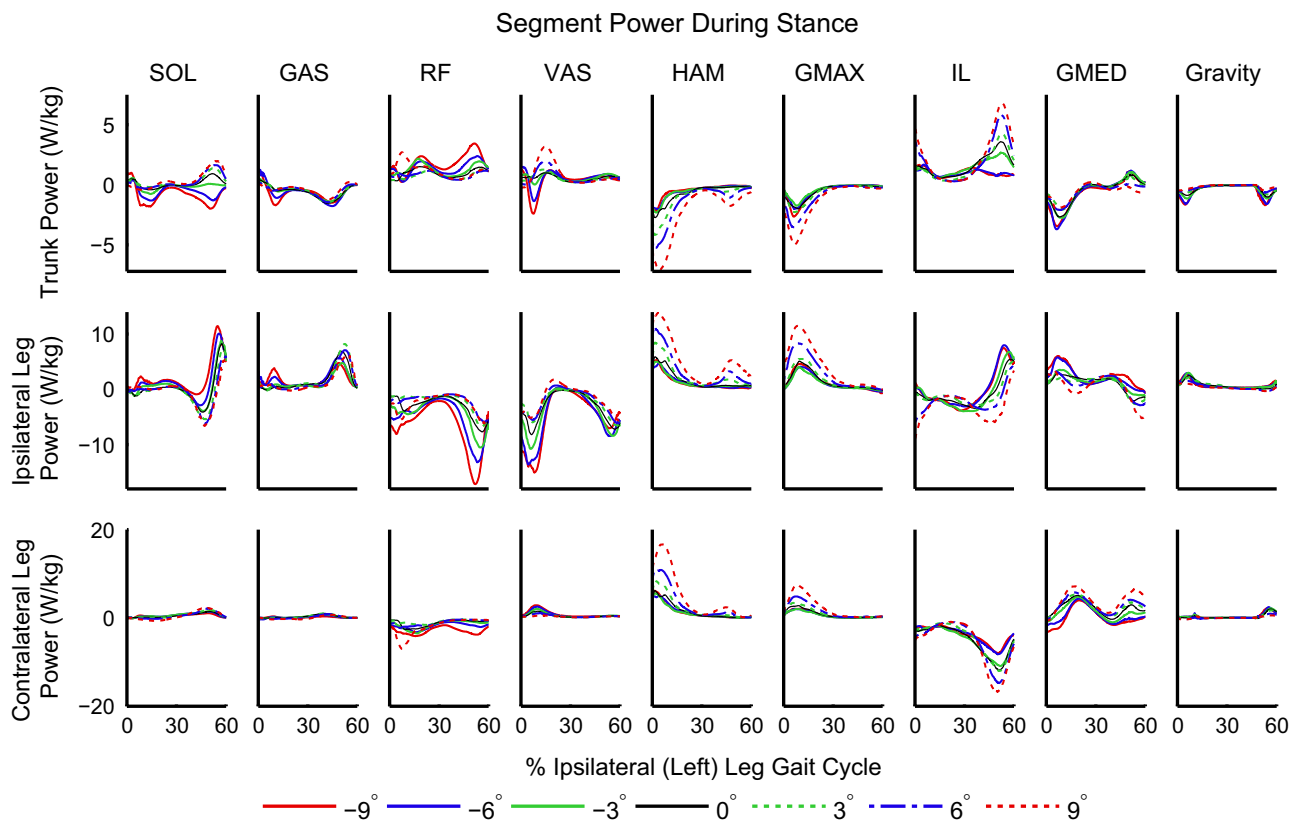 Segment Power During Stance
SOL GAS RF VAS HAM GMAX IL GMED Gravity
Trunk Power (W/kg)
5
0
−5
Ipsilateral Leg
Power (W/kg)
10
0
−10
Contralateral Leg
Power (W/kg)
20
0
−20
0 30 60 0 30 60 0 30 60 0 30 60 0 30 60 0 30 60 0 30 60 0 30 60 0 30 60
% Ipsilateral (Left) Leg Gait Cycle
−9° −6° −3° 0° 3° 6° 9°